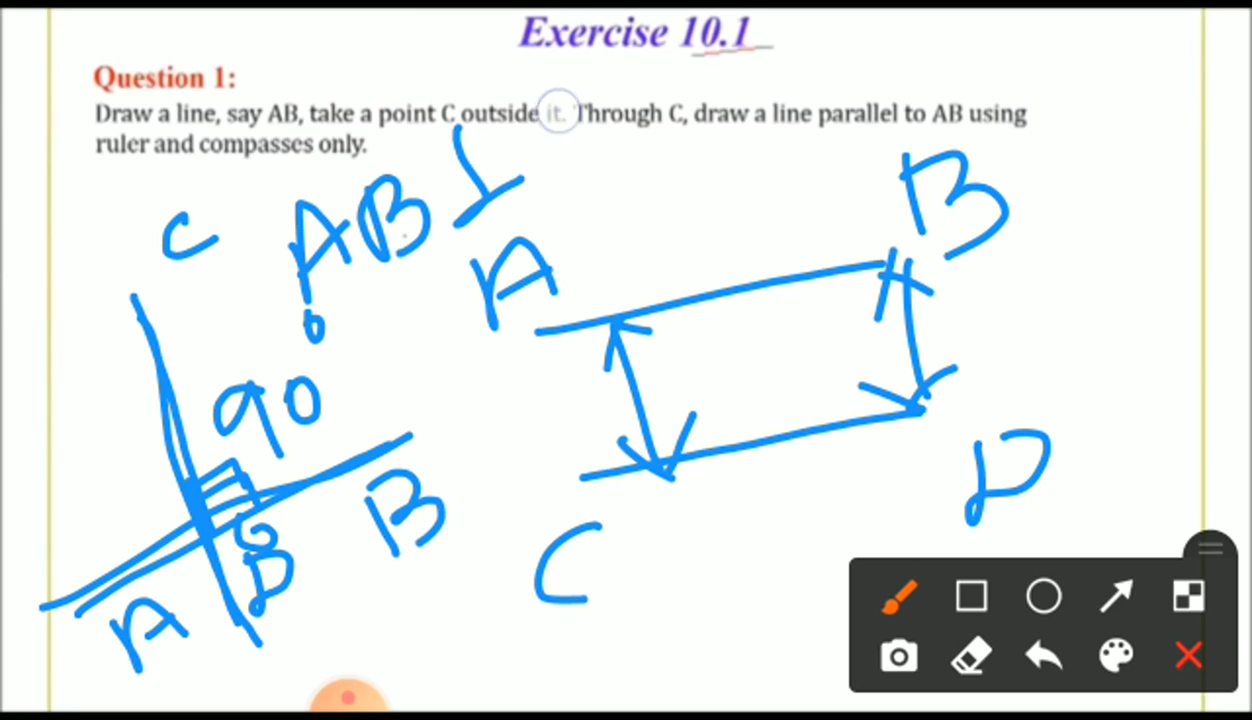 Exercise 10.1
Question 1:
Draw a line, say AB, take a point C outside it. Through C, draw a line parallel to AB using
ruler and compasses only.
C AB
A B
90
A D B
C D